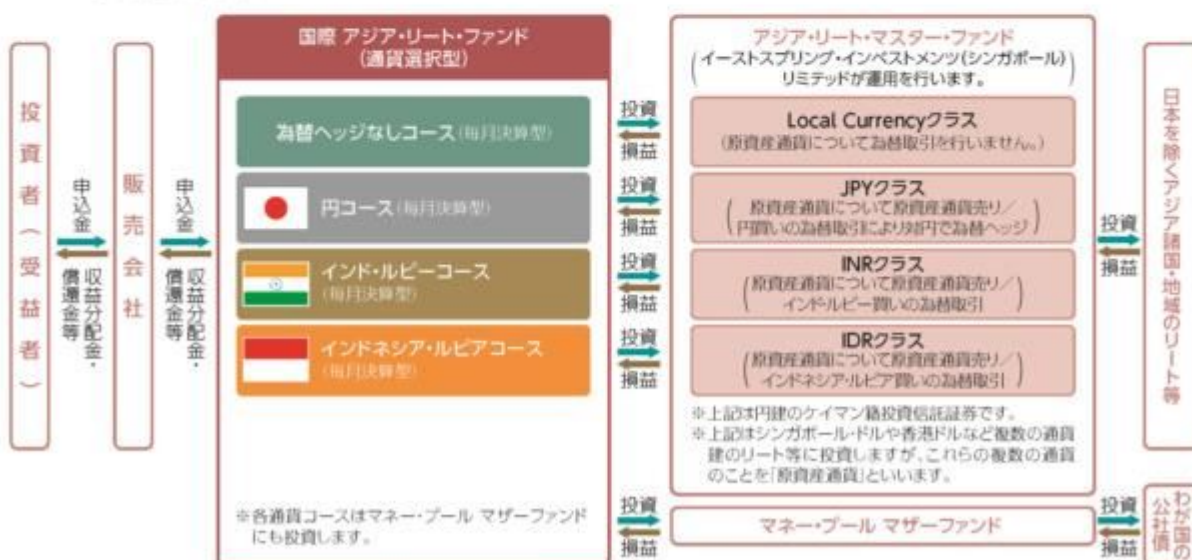 投資者（受益者）
申込金
収益分配金・
償還金等
販売会社
申込金
収益分配金・
償還金等
国際 アジア・リート・ファンド
（通貨選択型）
為替ヘッジなしコース（毎月決算型）
円コース（毎月決算型）
インド・ルピーコース
（毎月決算型）
インドネシア・ルピアコース
（毎月決算型）
※各通貨コースはマネー・プール マザーファンド
にも投資します。
投資
損益
投資
損益
投資
損益
投資
損益
投資
損益
アジア・リート・マスター・ファンド
（イーストスプリング・インベストメンツ（シンガポール）
リミテッドが運用を行います。）
Local Currencyクラス
（原資産通貨について為替取引を行いません。）
JPYクラス
（原資産通貨について原資産通貨売り／
円買いの為替取引により対円で為替ヘッジ）
INRクラス
（原資産通貨について原資産通貨売り／
インド・ルピー買いの為替取引）
IDRクラス
（原資産通貨について原資産通貨売り／
インドネシア・ルピア買いの為替取引）
※上記は円建のケイマン籍投資信託証券です。
※上記はシンガポール・ドルや香港ドルなど複数の通貨
建のリート等に投資しますが、これらの複数の通貨
のことを「原資産通貨」といいます。
マネー・プール マザーファンド
投資
損益
投資
損益
日本を除くアジア諸国・地域のリート等
わが国の
公社債